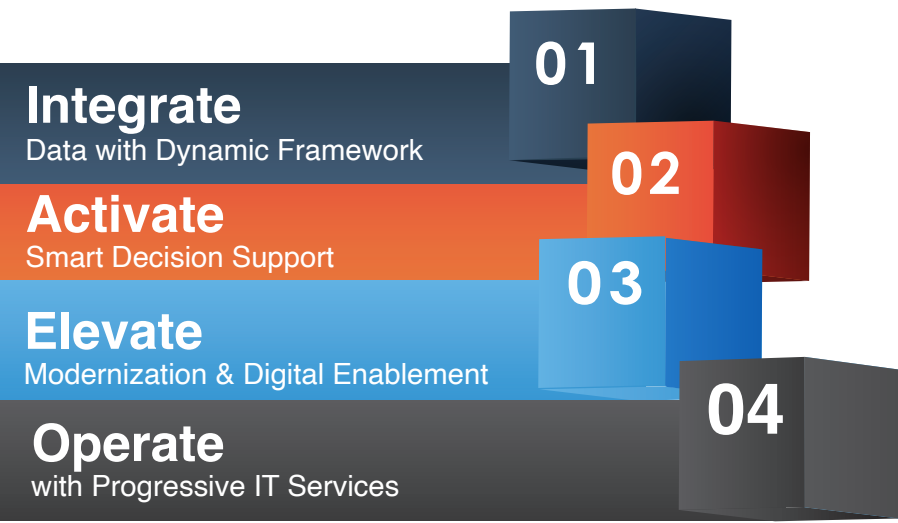 01
Integrate
Data with Dynamic Framework
02
Activate
Smart Decision Support
03
Elevate
Modernization & Digital Enablement
04
Operate
with Progressive IT Services